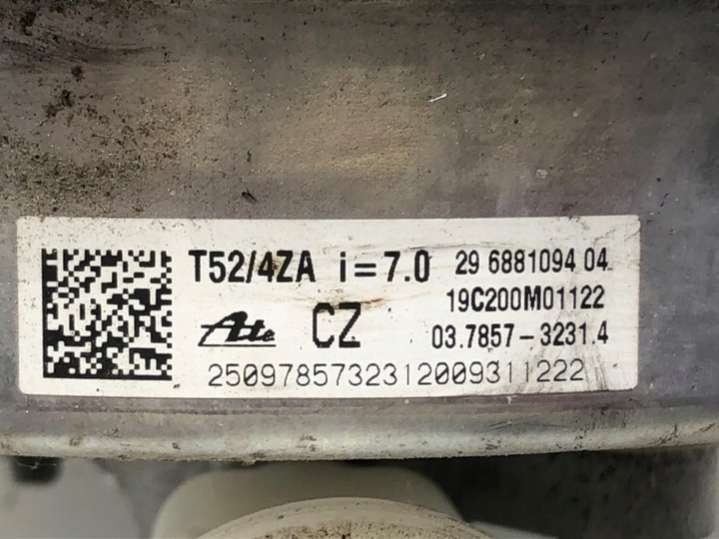 T52/4ZA i=7.0 29 6881094 04
19C200M01122
Ate CZ 03.7857-3231.4
2509785732312009311222